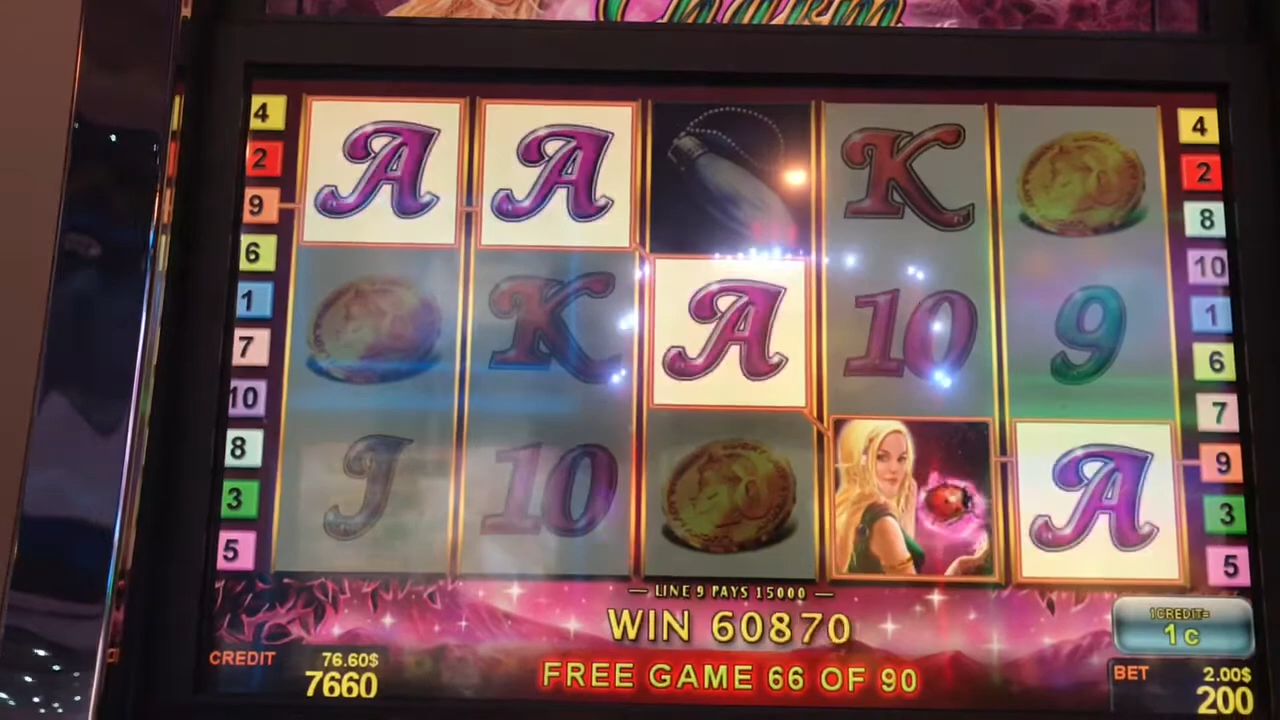 Charm
4 A A K 4
2 2
9 8
6 10
1 K A 10 9 1
7 6
10 7
8 J 10 A 9
3 3
5 5
— LINE 9 PAYS 15000 —
WIN 60870
1CREDIT=
1 c
CREDIT 76.60$
7660
FREE GAME 66 OF 90
BET 2.00$
200